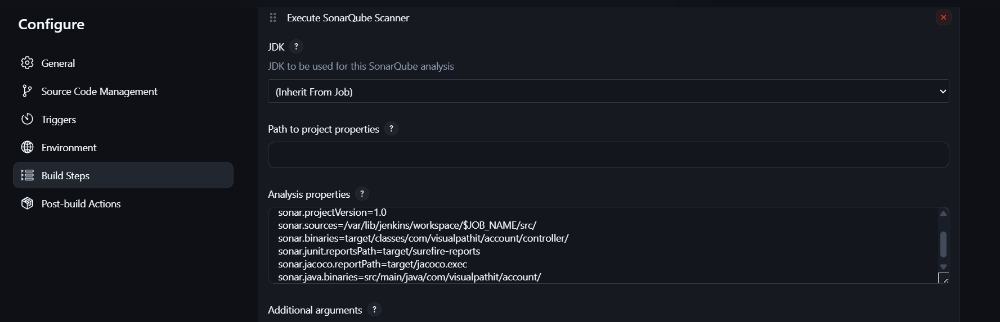 Configure
General
Source Code Management
Triggers
Environment
Build Steps
Post-build Actions
Execute SonarQube Scanner
JDK ?
JDK to be used for this SonarQube analysis
(Inherit From Job)
Path to project properties ?
Analysis properties ?
sonar.projectVersion=1.0
sonar.sources=/var/lib/jenkins/workspace/$JOB_NAME/src/
sonar.binaries=target/classes/com/visualpathit/account/controller/
sonar.junit.reportsPath=target/surefire-reports
sonar.jacoco.reportPath=target/jacoco.exec
sonar.java.binaries=src/main/java/com/visualpathit/account/
Additional arguments ?